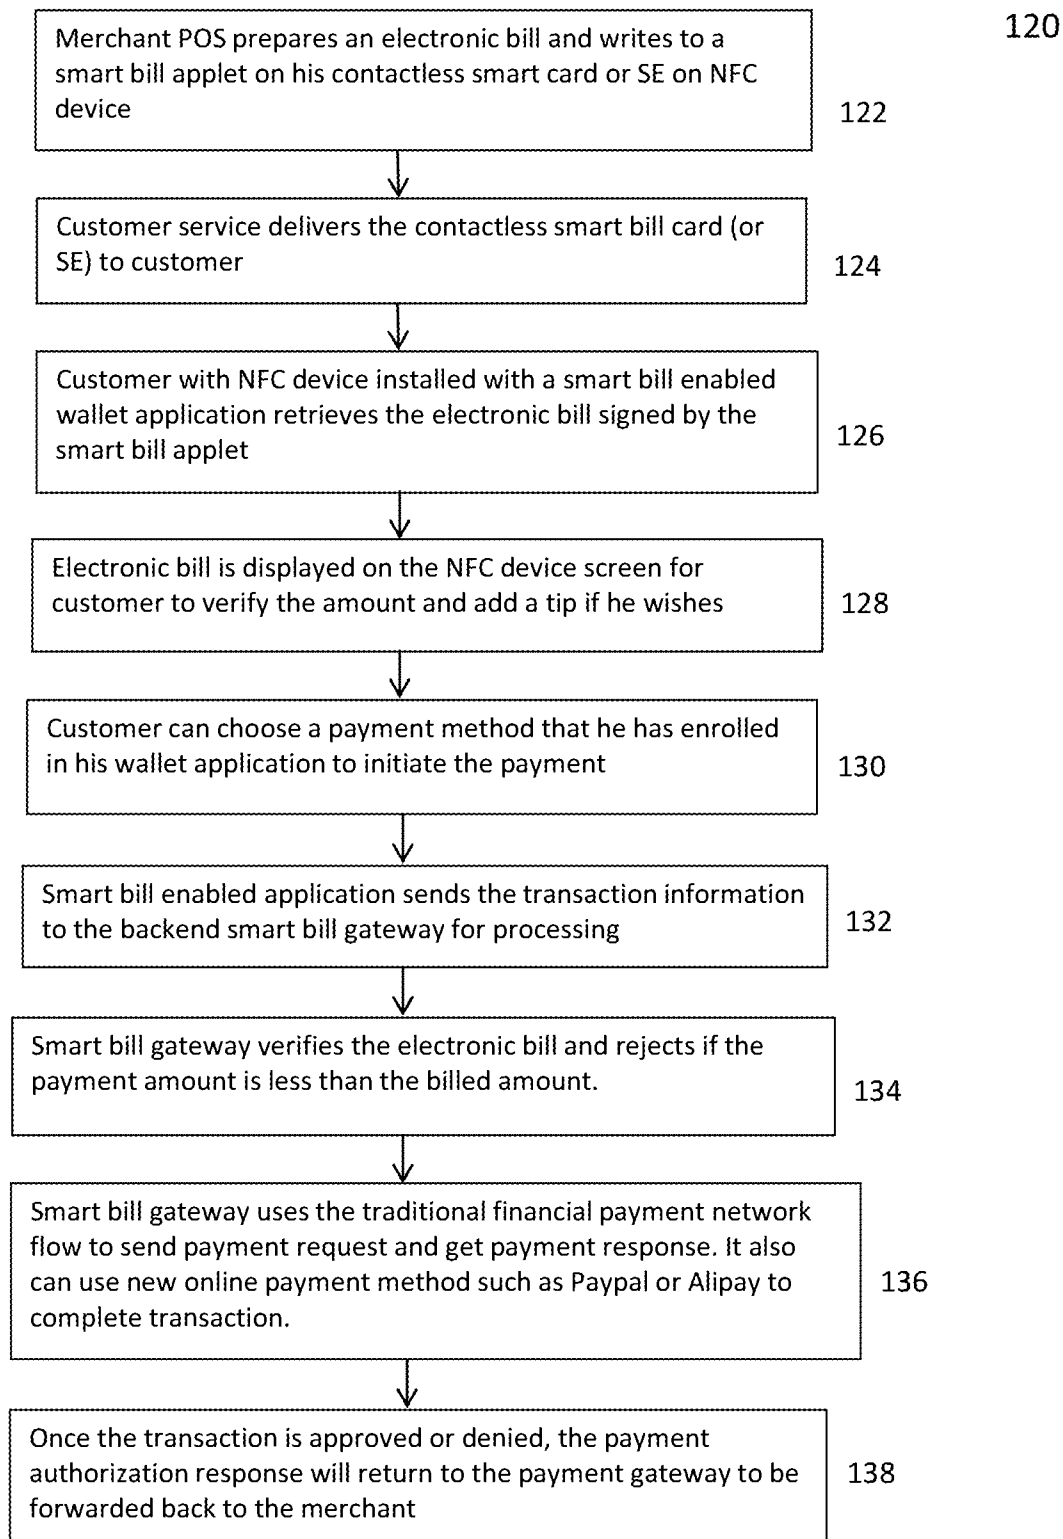 120
Merchant POS prepares an electronic bill and writes to a
smart bill applet on his contactless smart card or SE on NFC
device
122
Customer service delivers the contactless smart bill card (or
SE) to customer
124
Customer with NFC device installed with a smart bill enabled
wallet application retrieves the electronic bill signed by the
smart bill applet
126
Electronic bill is displayed on the NFC device screen for
customer to verify the amount and add a tip if he wishes
128
Customer can choose a payment method that he has enrolled
in his wallet application to initiate the payment
130
Smart bill enabled application sends the transaction information
to the backend smart bill gateway for processing
132
Smart bill gateway verifies the electronic bill and rejects if the
payment amount is less than the billed amount.
134
Smart bill gateway uses the traditional financial payment network
flow to send payment request and get payment response. It also
can use new online payment method such as Paypal or Alipay to
complete transaction.
136
Once the transaction is approved or denied, the payment
authorization response will return to the payment gateway to be
forwarded back to the merchant
138